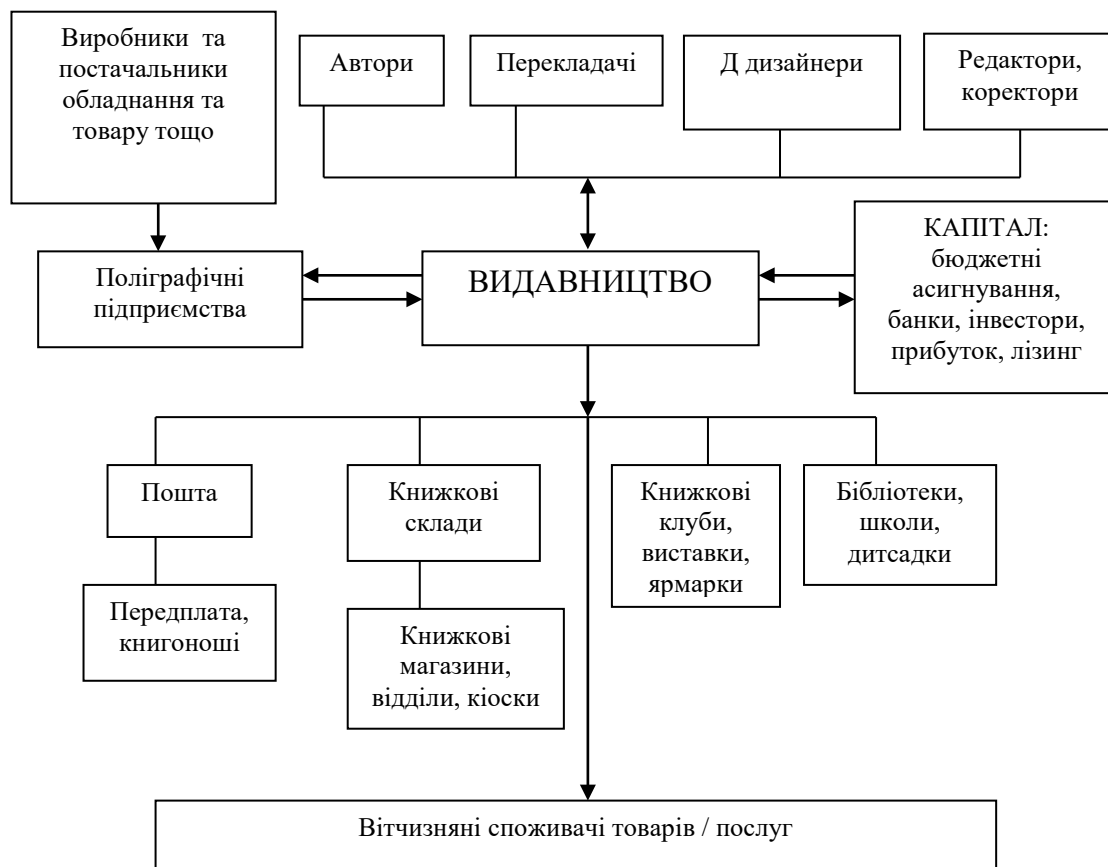 Виробники та
постачальники
обладнання та
товару тощо
Автори
Перекладачі
Д дизайнери
Редактори,
коректори
Поліграфічні
підприємства
ВИДАВНИЦТВО
КАПІТАЛ:
бюджетні
асигнування,
банки, інвестори,
прибуток, лізинг
Пошта
Книжкові
склади
Книжкові
клуби,
виставки,
ярмарки
Бібліотеки,
школи,
дитсадки
Передплата,
книгоноші
Книжкові
магазини,
відділи, кіоски
Вітчизняні споживачі товарів / послуг